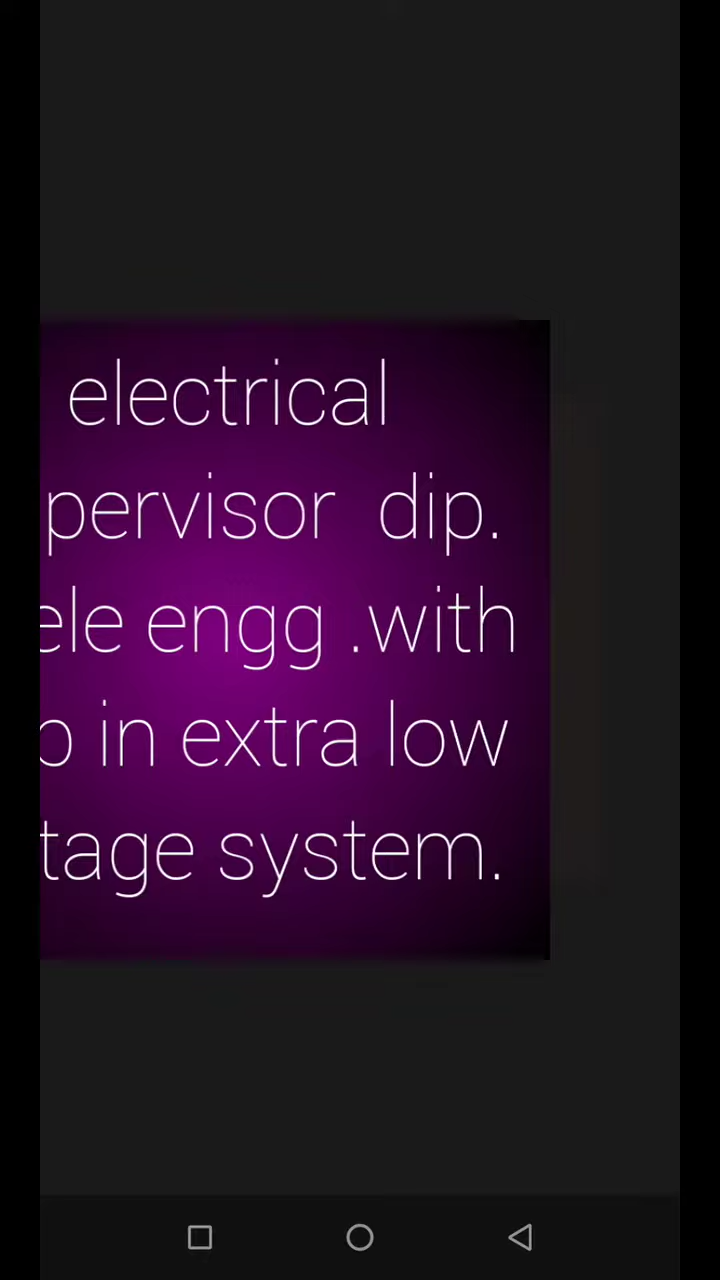 electrical
pervisor dip.
ele engg .with
in extra low
tage system.